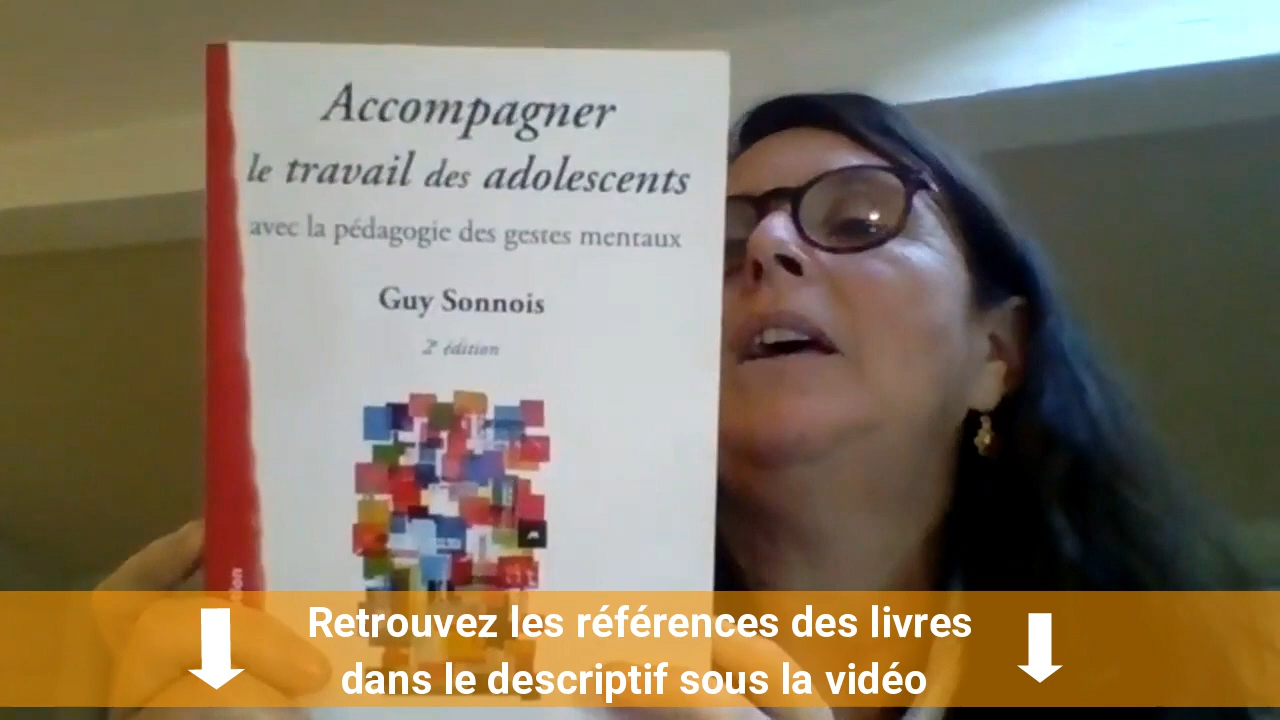 Accompagner
le travail des adolescents
avec la pédagogie des gestes mentaux
Guy Sonnois
2e édition
Retrouvez les références des livres
dans le descriptif sous la vidéo